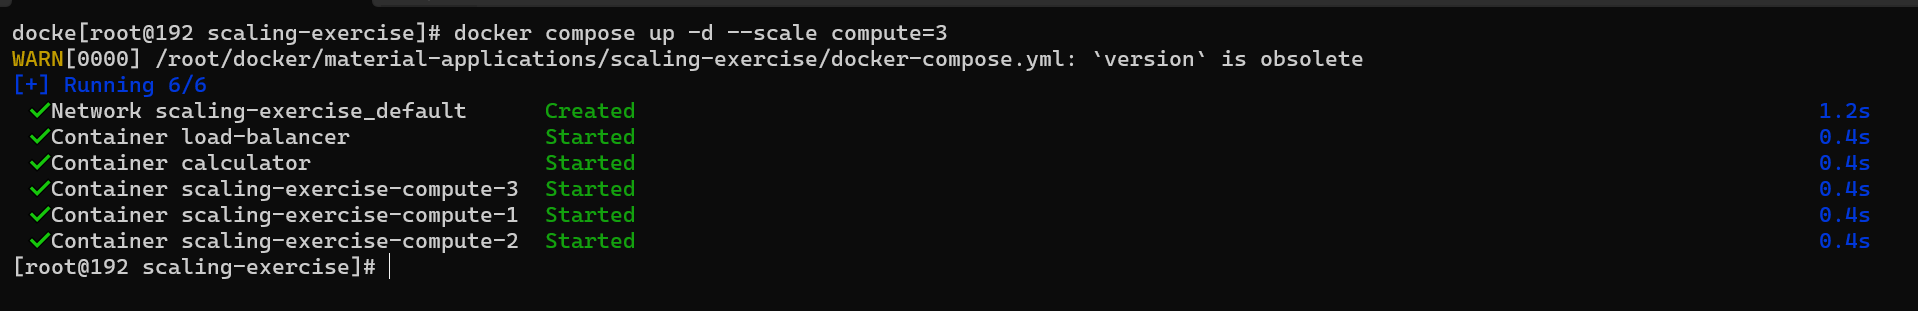 docke[root@192 scaling-exercise]# docker compose up -d --scale compute=3
WARN[0000] /root/docker/material-applications/scaling-exercise/docker-compose.yml: `version` is obsolete
[+] Running 6/6
✓Network scaling-exercise_default Created 1.2s
✓Container load-balancer Started 0.4s
✓Container calculator Started 0.4s
✓Container scaling-exercise-compute-3 Started 0.4s
✓Container scaling-exercise-compute-1 Started 0.4s
✓Container scaling-exercise-compute-2 Started 0.4s
[root@192 scaling-exercise]#